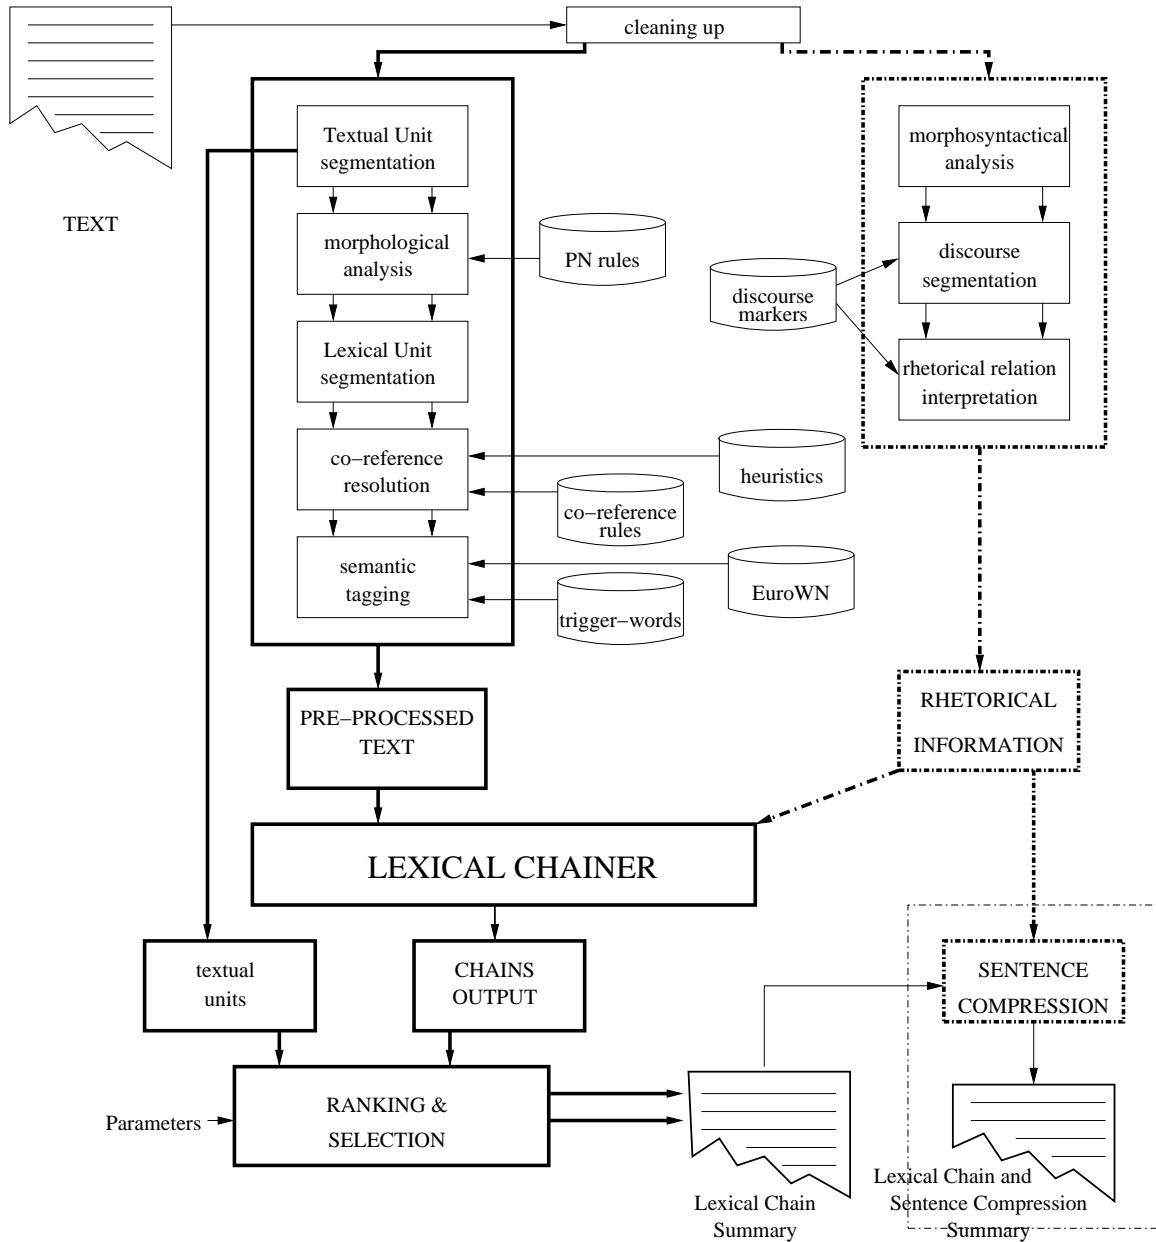 cleaning up
TEXT
Textual Unit
segmentation
morphological
analysis
PN rules
Lexical Unit
segmentation
co−reference
resolution
heuristics
co−reference
rules
semantic
tagging
EuroWN
trigger−words
morphosyntactical
analysis
discourse
segmentation
discourse
markers
rhetorical relation
interpretation
PRE−PROCESSED
TEXT
RHETORICAL
INFORMATION
LEXICAL CHAINER
textual
units
CHAINS
OUTPUT
SENTENCE
COMPRESSION
Parameters
RANKING &
SELECTION
Lexical Chain
Summary
Lexical Chain and
Sentence Compression
Summary